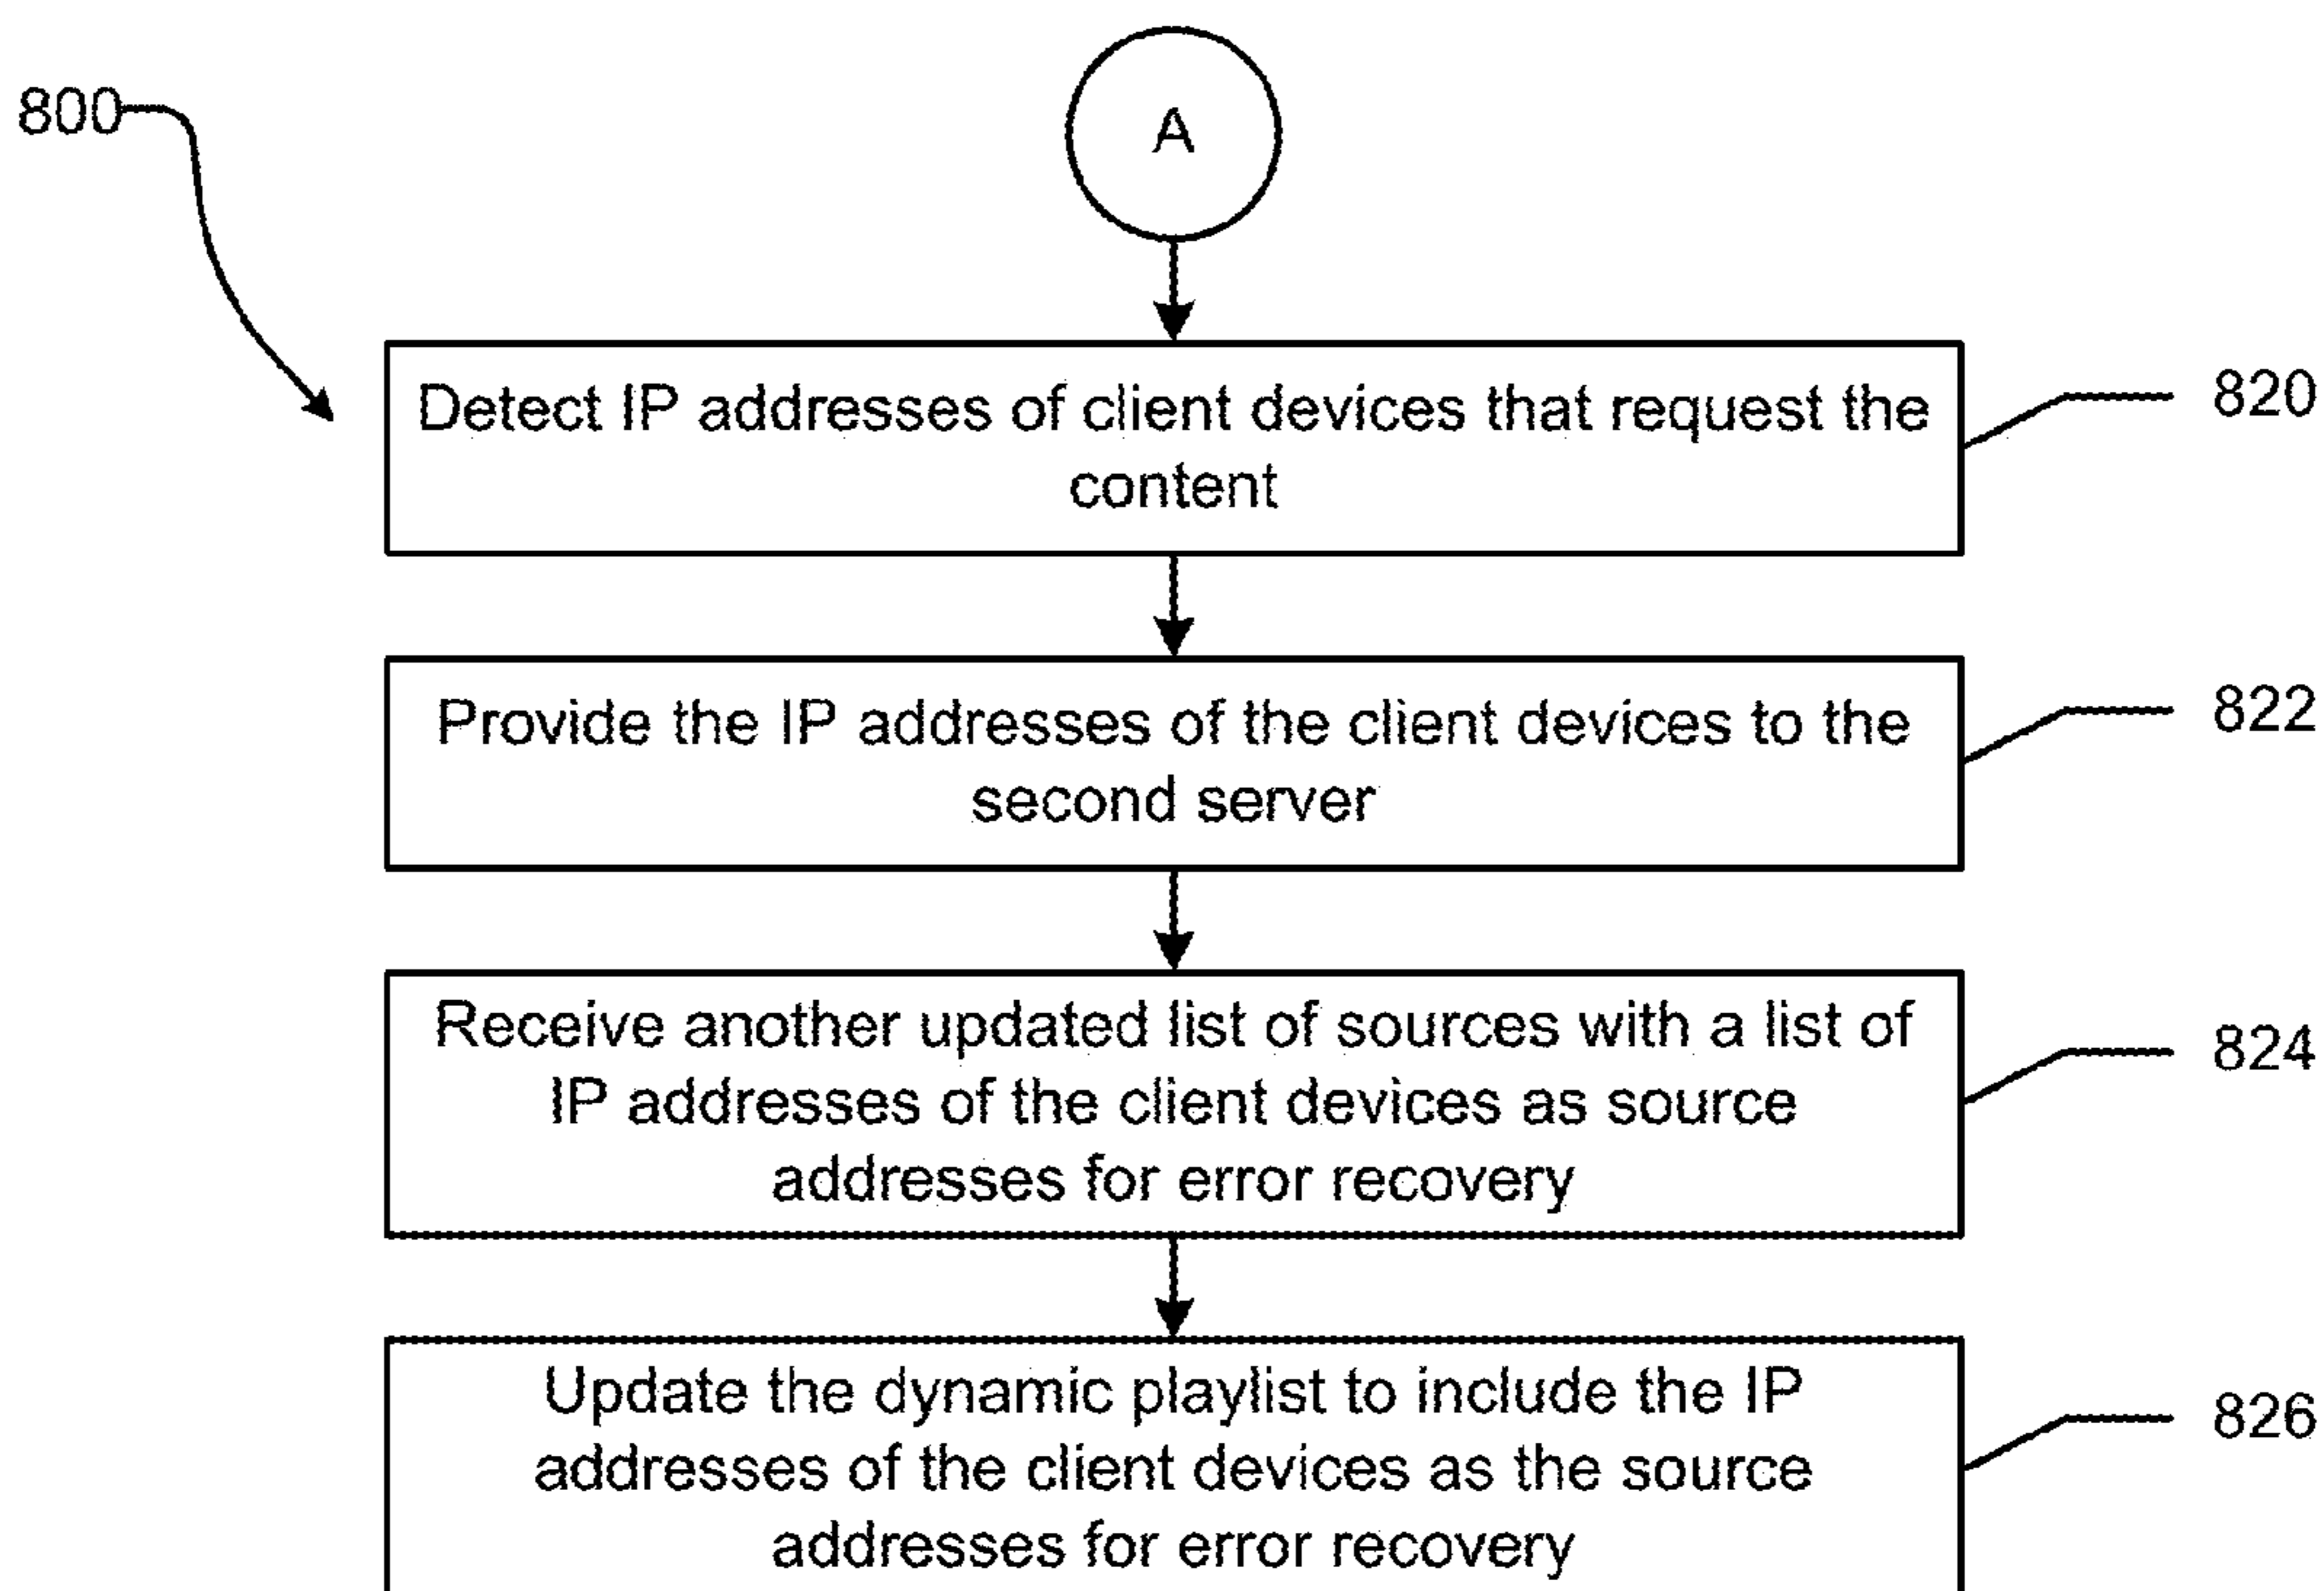 800
A
Detect IP addresses of client devices that request the
content
820
Provide the IP addresses of the client devices to the
second server
822
Receive another updated list of sources with a list of
IP addresses of the client devices as source
addresses for error recovery
824
Update the dynamic playlist to include the IP
addresses of the client devices as the source
addresses for error recovery
826